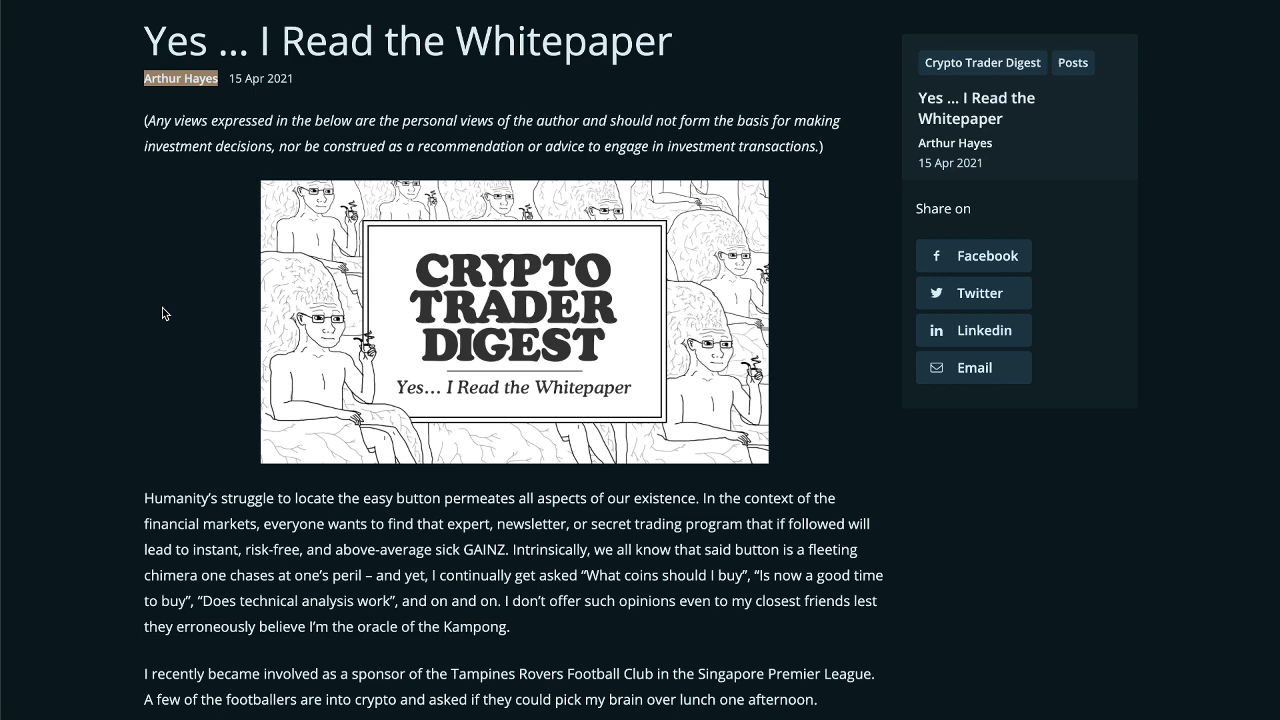 Yes ... I Read the Whitepaper
Arthur Hayes 15 Apr 2021
(Any views expressed in the below are the personal views of the author and should not form the basis for making
investment decisions, nor be construed as a recommendation or advice to engage in investment transactions.)
CRYPTO
TRADER
DIGEST
Yes... I Read the Whitepaper
Humanity’s struggle to locate the easy button permeates all aspects of our existence. In the context of the
financial markets, everyone wants to find that expert, newsletter, or secret trading program that if followed will
lead to instant, risk-free, and above-average sick GAINZ. Intrinsically, we all know that said button is a fleeting
chimera one chases at one’s peril – and yet, I continually get asked “What coins should I buy”, “Is now a good time
to buy”, “Does technical analysis work”, and on and on. I don’t offer such opinions even to my closest friends lest
they erroneously believe I’m the oracle of the Kampong.
I recently became involved as a sponsor of the Tampines Rovers Football Club in the Singapore Premier League.
A few of the footballers are into crypto and asked if they could pick my brain over lunch one afternoon.
Crypto Trader Digest Posts
Yes ... I Read the
Whitepaper
Arthur Hayes
15 Apr 2021
Share on
Facebook
Twitter
Linkedin
Email